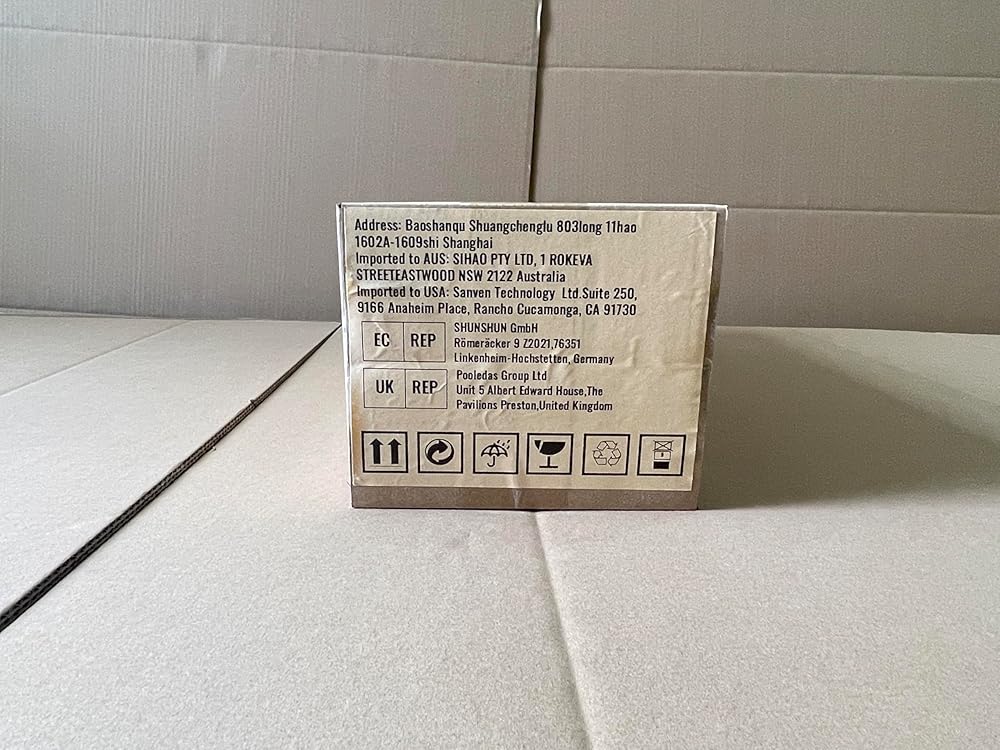 Address: Baoshanqu Shuangchenglu 803long 11hao
1602A-1609shi Shanghai
Imported to AUS: SIHAO PTY LTD, 1 ROKEVA
STREETEASTWOOD NSW 2122 Australia
Imported to USA: Sanven Technology Ltd.Suite 250,
9166 Anaheim Place, Rancho Cucamonga, CA 91730
EC REP
SHUNSHUN GmbH
Römeräcker 9 Z2021,76351
Linkenheim-Hochstetten, Germany
UK REP
Pooledas Group Ltd
Unit 5 Albert Edward House,The
Pavilions Preston,United Kingdom